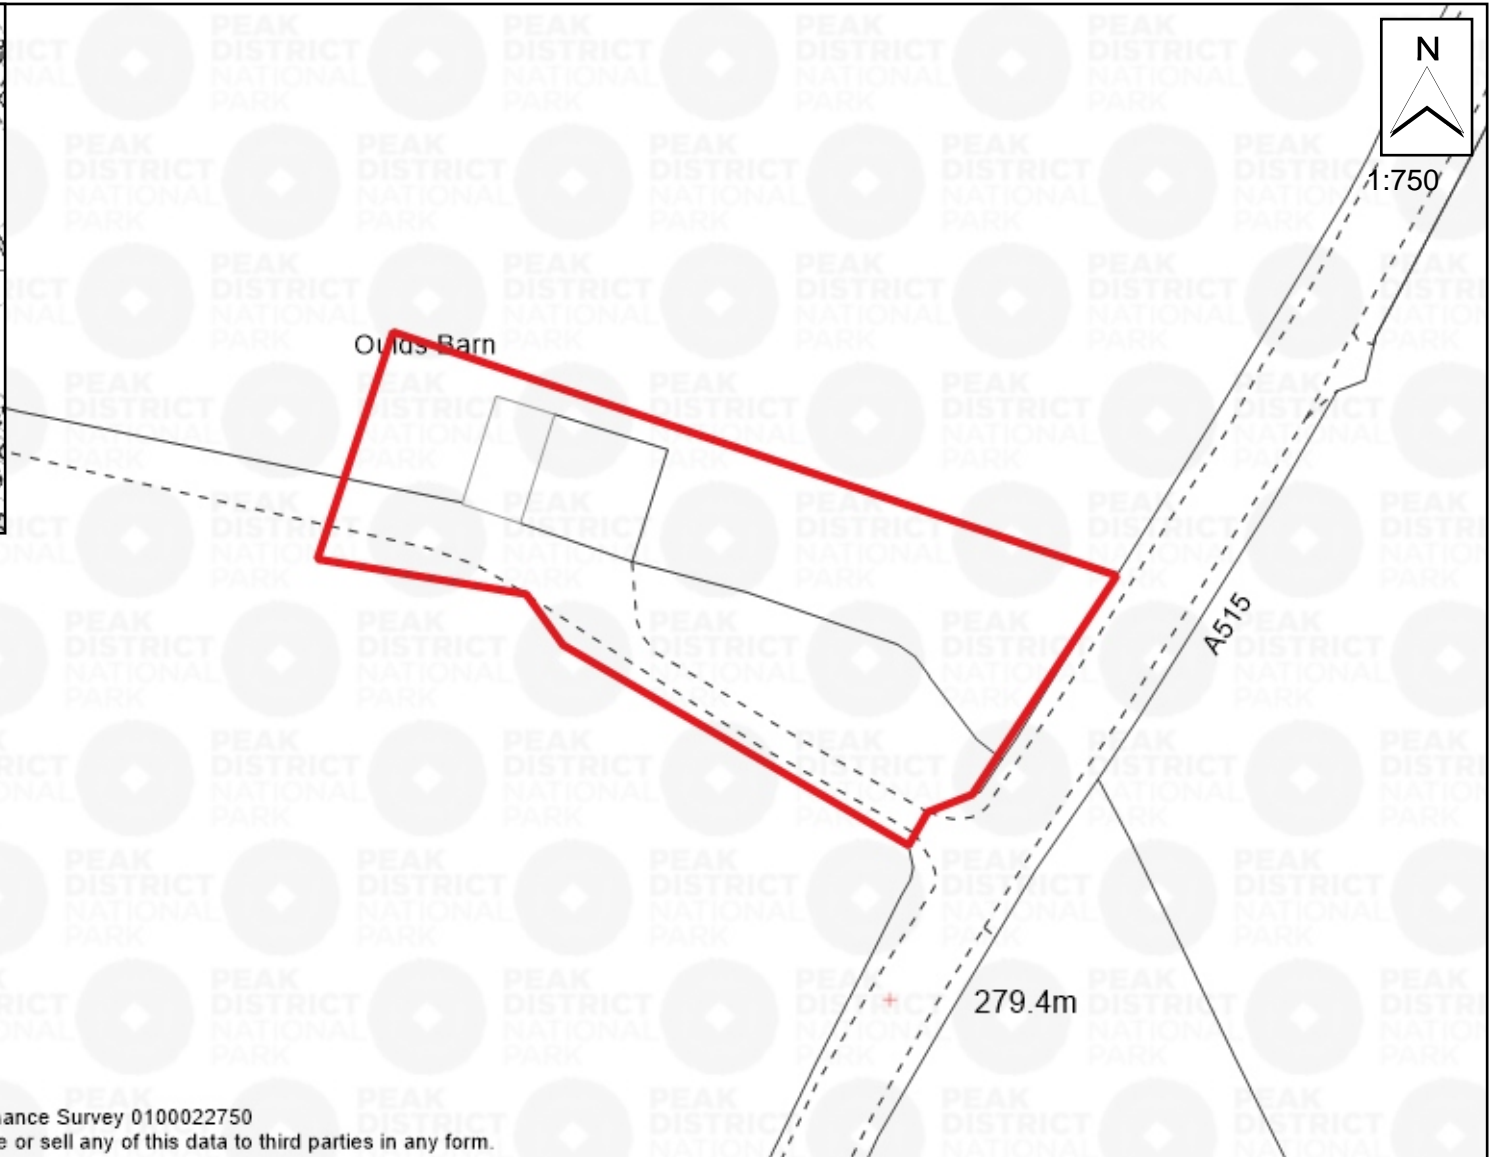 N
1:750
Oulds Barn
A515
279.4m
Survey 0100022750
or sell any of this data to third parties in any form.
PEAK
DISTRICT
NATIONAL
PARK